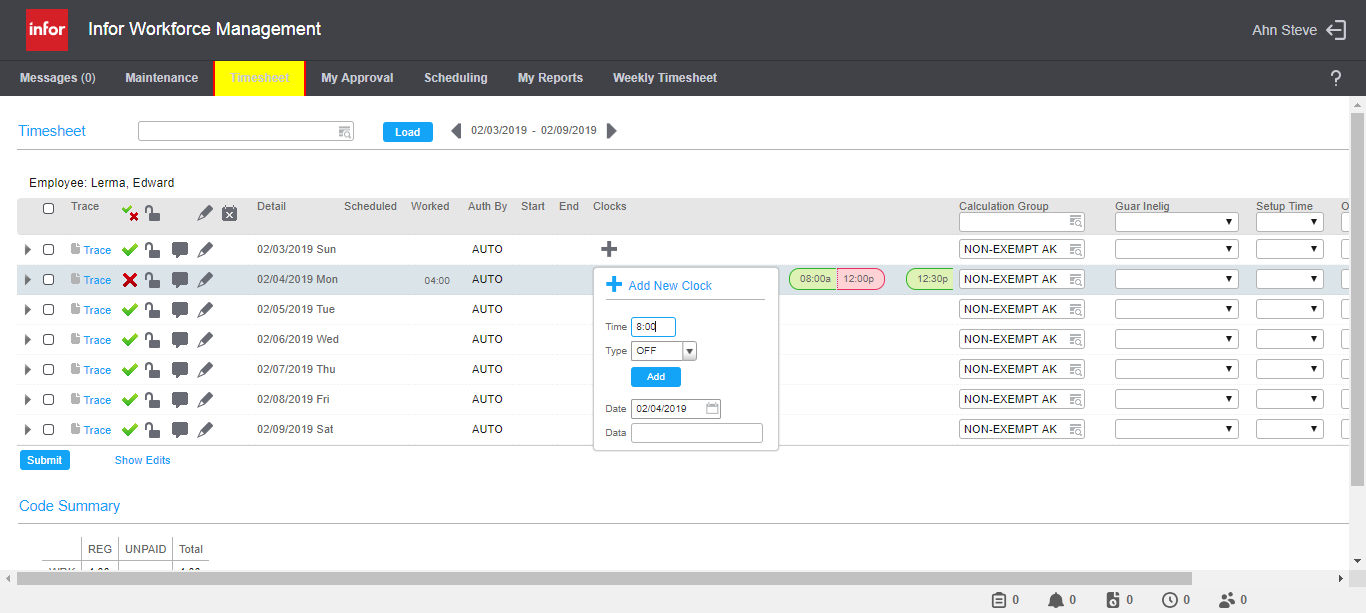 infor Infor Workforce Management Ahn Steve
Messages (0) Maintenance Timesheet My Approval Scheduling My Reports Weekly Timesheet ?
Timesheet Load 02/03/2019 - 02/09/2019
Employee: Lerma, Edward
Trace Detail Scheduled Worked Auth By Start End Clocks Calculation Group Guar Inelig Setup Time O
Trace 02/03/2019 Sun AUTO NON-EXEMPT AK
Trace 02/04/2019 Mon 04:00 AUTO 08:00a 12:00p 12:30p NON-EXEMPT AK
Trace 02/05/2019 Tue AUTO NON-EXEMPT AK
Trace 02/06/2019 Wed AUTO NON-EXEMPT AK
Trace 02/07/2019 Thu AUTO NON-EXEMPT AK
Trace 02/08/2019 Fri AUTO NON-EXEMPT AK
Trace 02/09/2019 Sat AUTO NON-EXEMPT AK
Add New Clock
Time 8:00
Type OFF
Add
Date 02/04/2019
Data
Submit Show Edits
Code Summary
REG UNPAID Total
0 0 0 0 0